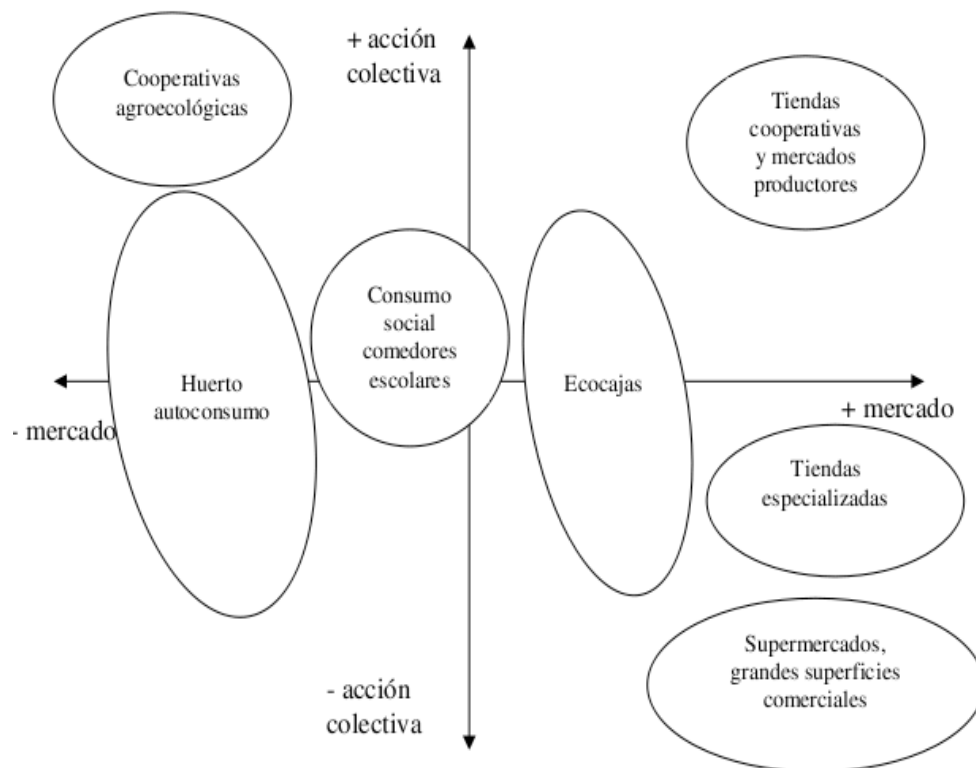 + acción
colectiva
Cooperativas
agroecológicas
Tiendas
cooperativas
y mercados
productores
Consumo
social
comedores
escolares
Huerto
autoconsumo
Ecocajas
- mercado
+ mercado
Tiendas
especializadas
Supermercados,
grandes superficies
comerciales
- acción
colectiva